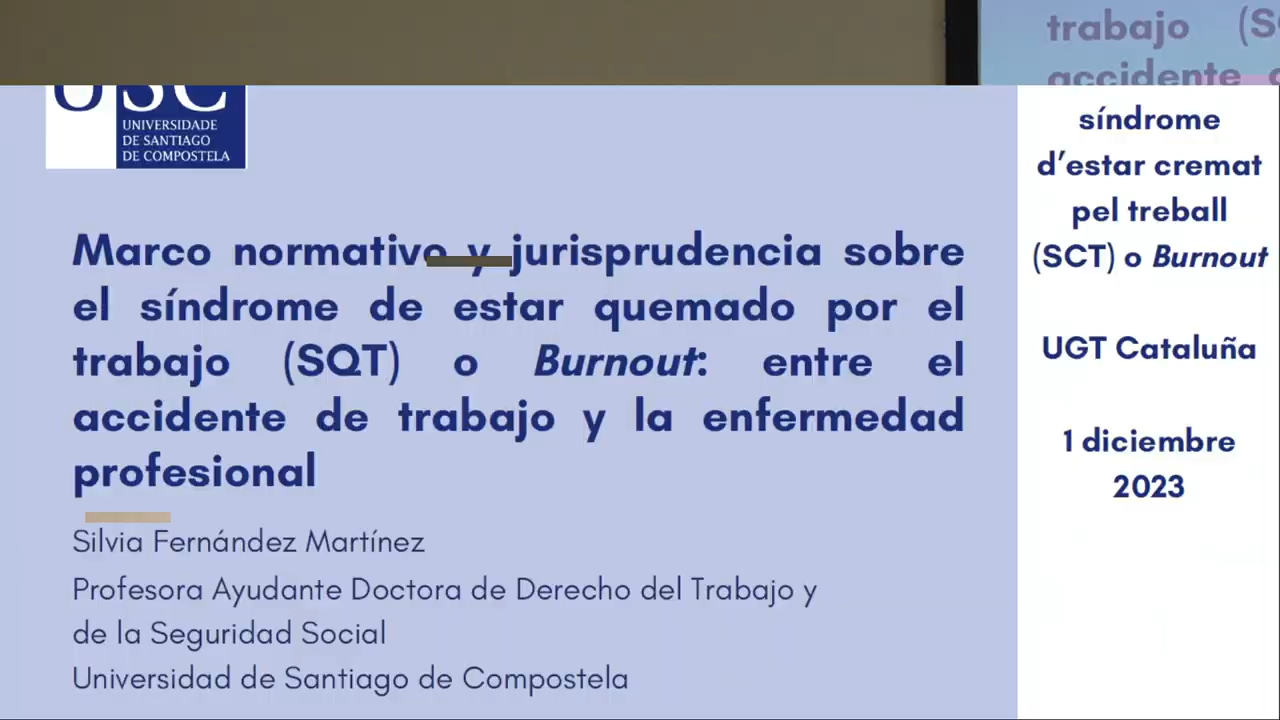 trabajo (S
accidente
USC
UNIVERSIDADE
DE SANTIAGO
DE COMPOSTELA
Marco normativo y jurisprudencia sobre
el síndrome de estar quemado por el
trabajo (SQT) o Burnout: entre el
accidente de trabajo y la enfermedad
profesional
Silvia Fernández Martínez
Profesora Ayudante Doctora de Derecho del Trabajo y
de la Seguridad Social
Universidad de Santiago de Compostela
síndrome
d’estar cremat
pel treball
(SCT) o Burnout
UGT Cataluña
1 diciembre
2023